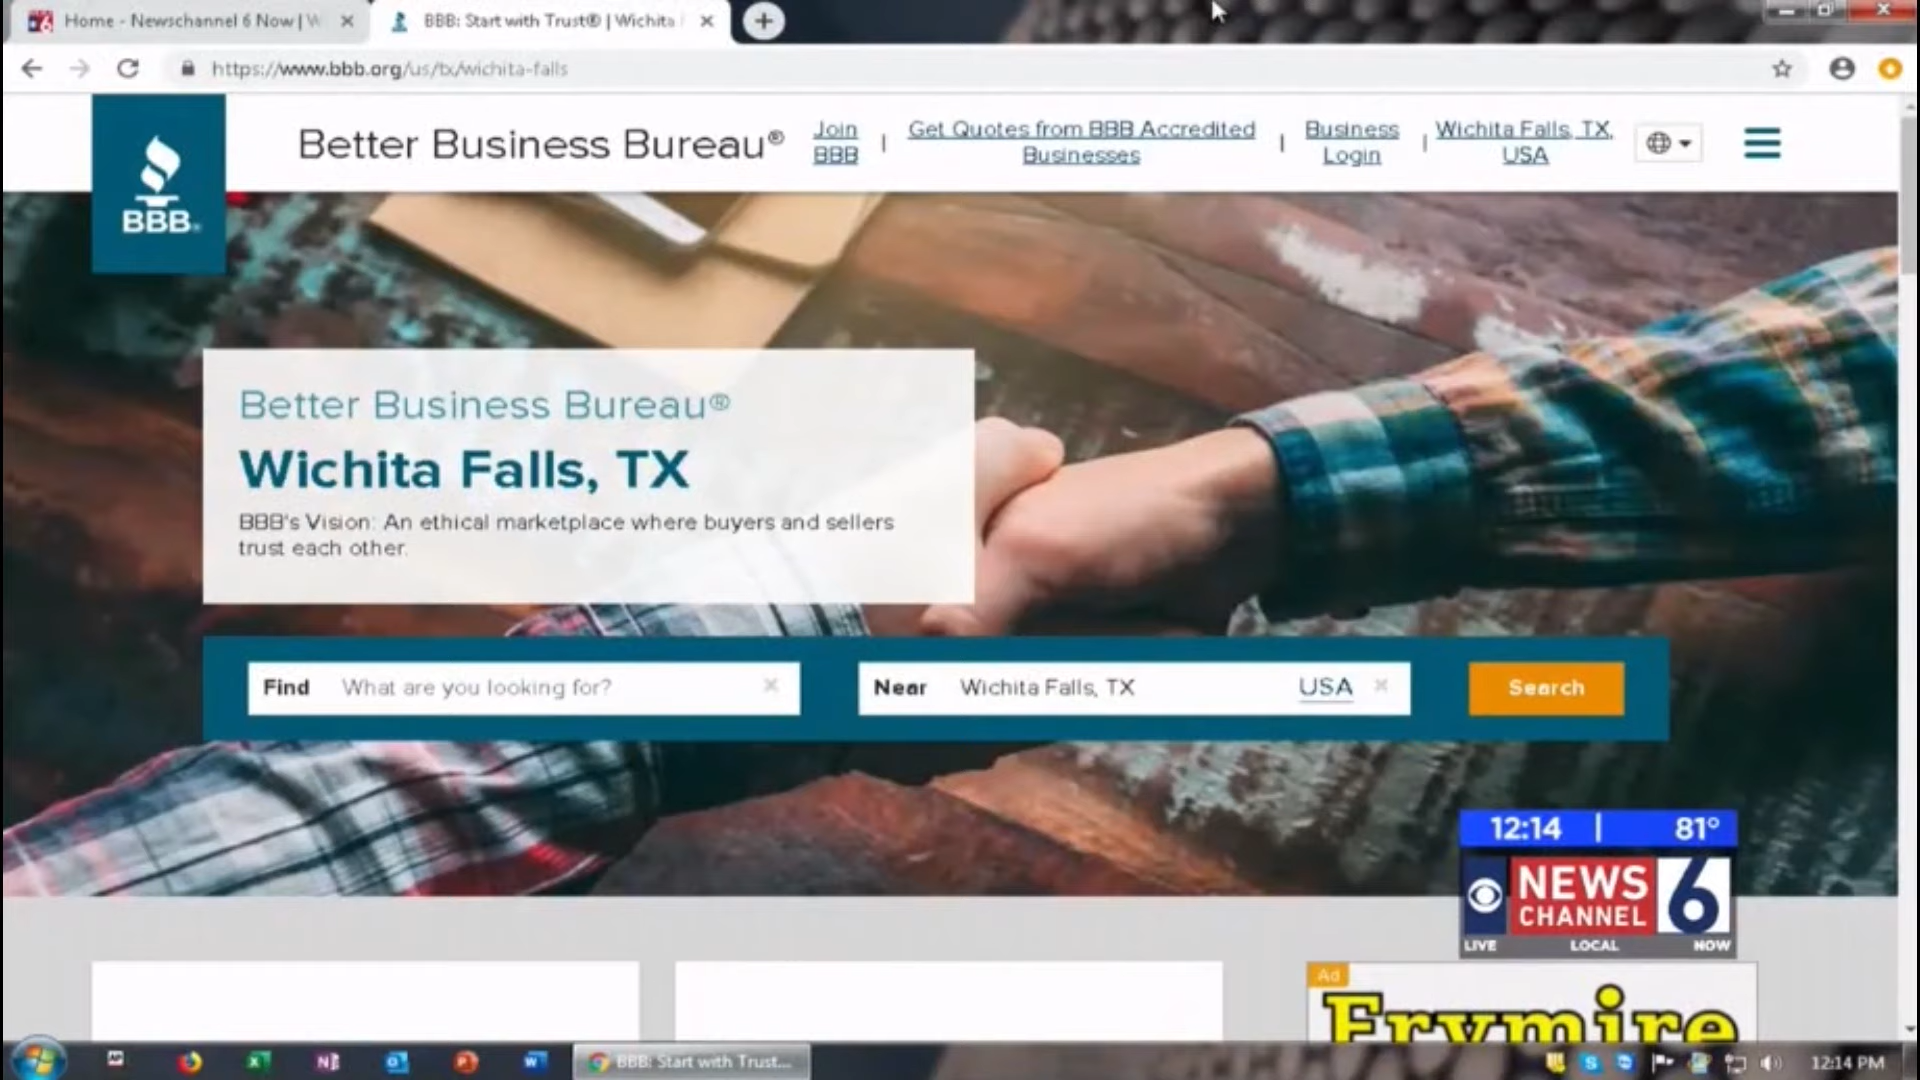 Home - Newschannel 6 Now | W
BBB: Start with Trust® | Wichita
https://www.bbb.org/us/tx/wichita-falls
BBB
Better Business Bureau®
Join
BBB
Get Quotes from BBB Accredited
Businesses
Business
Login
Wichita Falls, TX,
USA
Better Business Bureau®
Wichita Falls, TX
BBB's Vision: An ethical marketplace where buyers and sellers
trust each other.
Find What are you looking for?
Near Wichita Falls, TX USA
Search
12:14 | 81°
NEWS
CHANNEL
6
LIVE LOCAL NOW
Ad
Frymire
BBB: Start with Trust...
12:14 PM